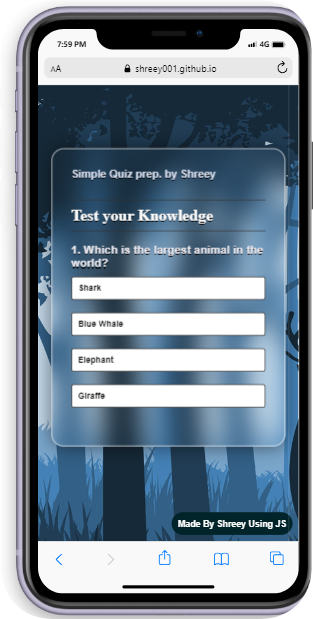 7:59 PM
4G
AA
shreey001.github.io
Simple Quiz prep. by Shreey
Test your Knowledge
1. Which is the largest animal in the
world?
Shark
Blue Whale
Elephant
Giraffe
Made By Shreey Using JS